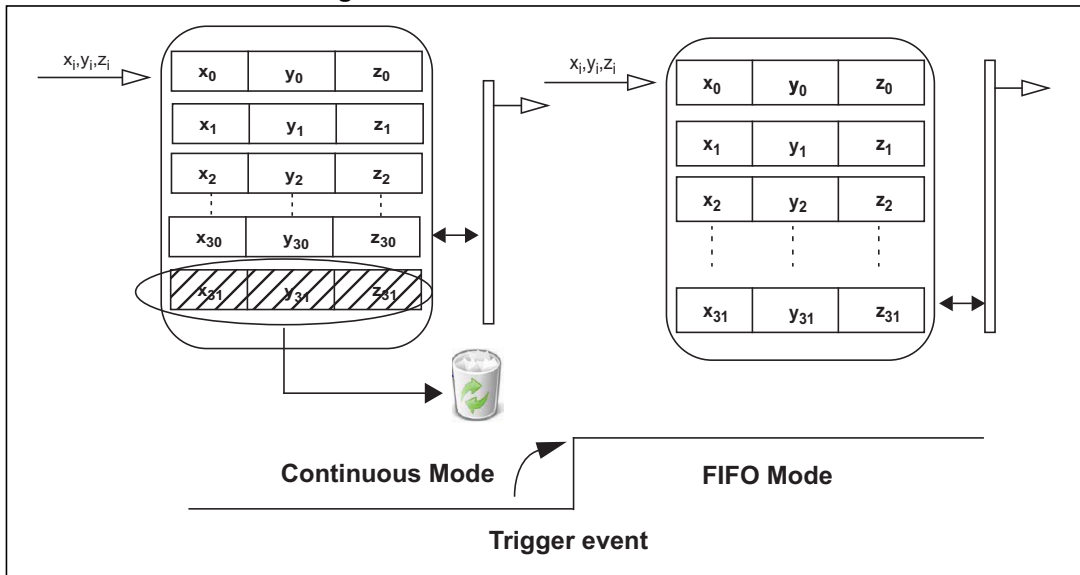 xᵢ,yᵢ,zᵢ
x₀ y₀ z₀
x₁ y₁ z₁
x₂ y₂ z₂
x₃₀ y₃₀ z₃₀
x₃₁ y₃₁ z₃₁
xᵢ,yᵢ,zᵢ
x₀ y₀ z₀
x₁ y₁ z₁
x₂ y₂ z₂
x₃₁ y₃₁ z₃₁
Continuous Mode
FIFO Mode
Trigger event